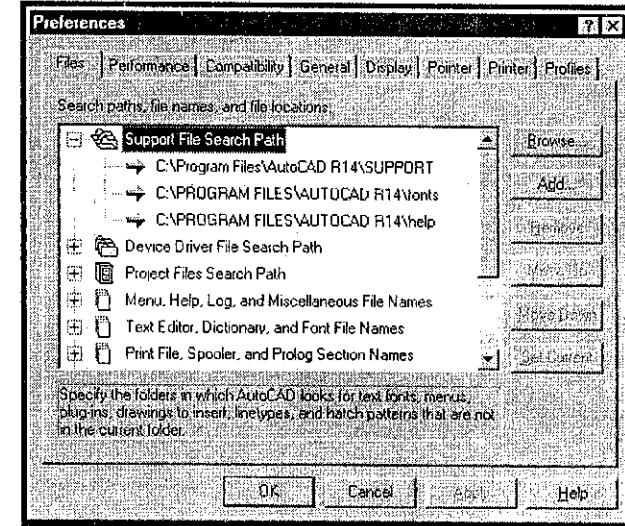 Preferences
? ×
Files Performance Compatibility General Display Pointer Printer Profiles
Search paths, file names, and file locations:
Support File Search Path
C:\Program Files\AutoCAD R14\SUPPORT
C:\PROGRAM FILES\AUTOCAD R14\fonts
C:\PROGRAM FILES\AUTOCAD R14\help
Device Driver File Search Path
Project Files Search Path
Menu, Help, Log, and Miscellaneous File Names
Text Editor, Dictionary, and Font File Names
Print File, Spooler, and Prolog Section Names
Browse...
Add...
Remove
Move Up
Move Down
Set Current
Specify the folders in which AutoCAD looks for text fonts, menus,
plug-ins, drawings to insert, linetypes, and hatch patterns that are not
in the current folder.
OK Cancel Apply Help